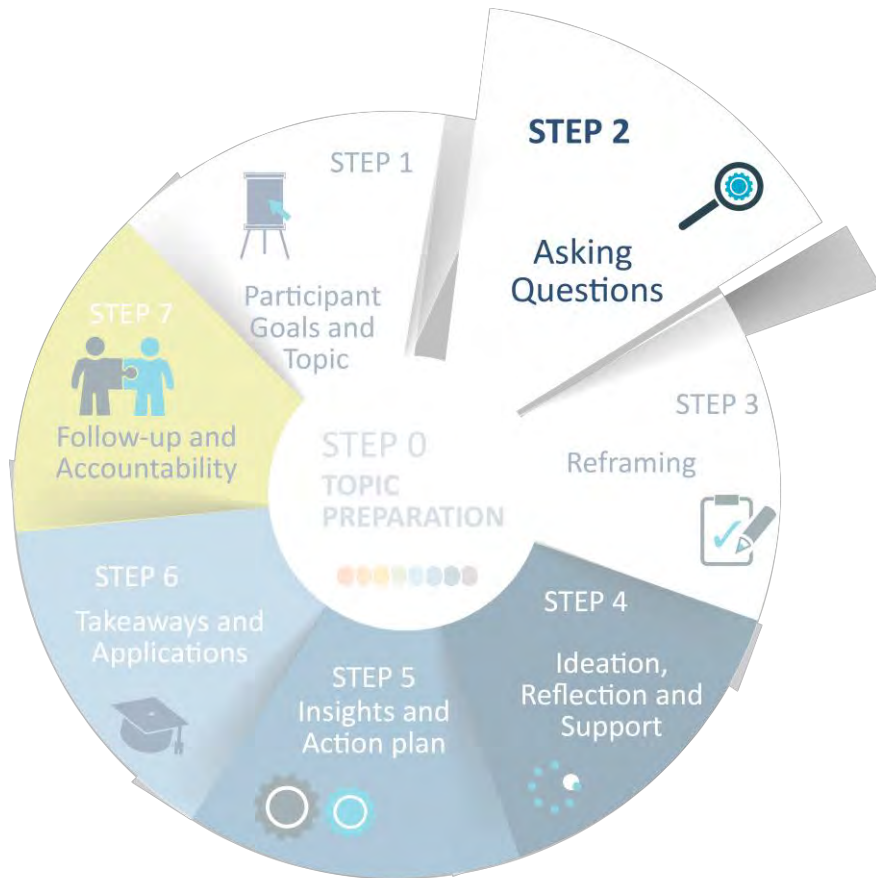 STEP 1
Participant
Goals and
Topic
STEP 2
Asking
Questions
STEP 3
Reframing
STEP 4
Ideation,
Reflection and
Support
STEP 5
Insights and
Action plan
STEP 6
Takeaways and
Applications
STEP 7
Follow-up and
Accountability
STEP 0
TOPIC
PREPARATION